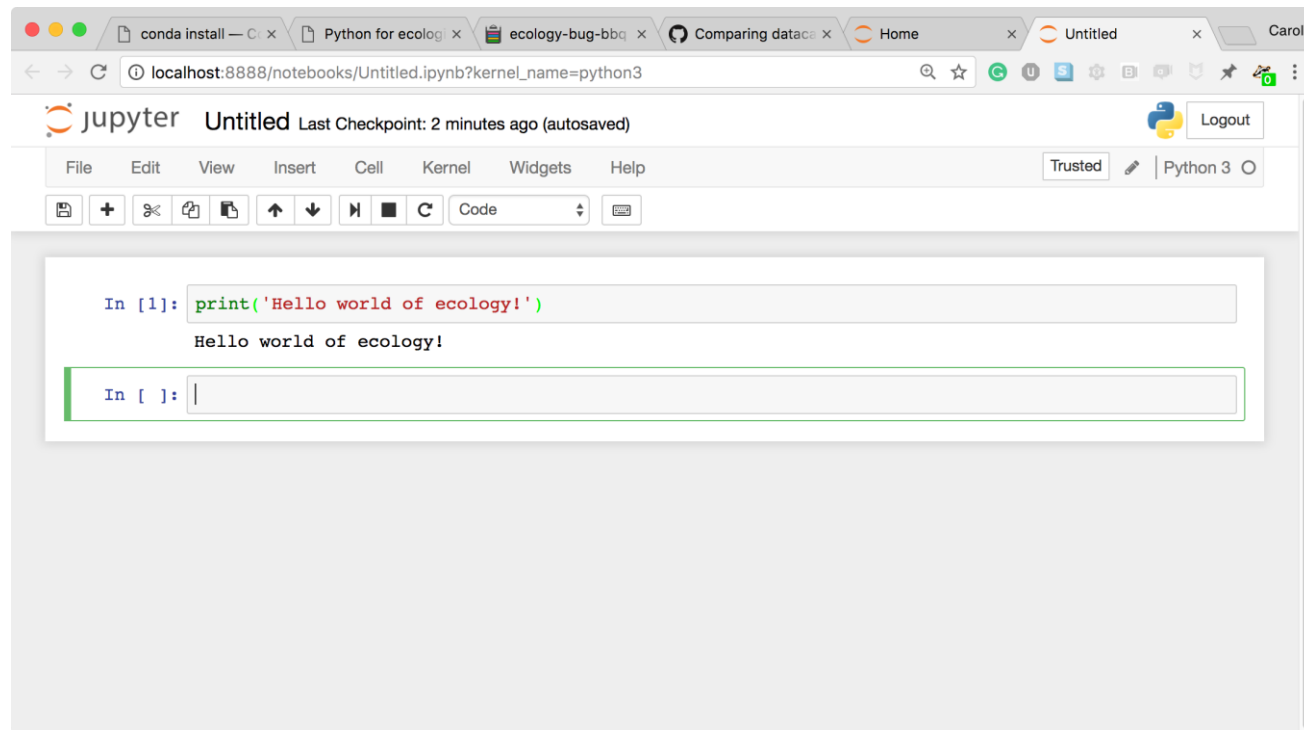 conda install — C
Python for ecolog
ecology-bug-bbq
Comparing dataca
Home
Untitled
Carol
localhost:8888/notebooks/Untitled.ipynb?kernel_name=python3
jupyter Untitled Last Checkpoint: 2 minutes ago (autosaved)
Logout
File Edit View Insert Cell Kernel Widgets Help
Trusted
Python 3
Code
In [1]: print('Hello world of ecology!')
Hello world of ecology!
In [ ]: